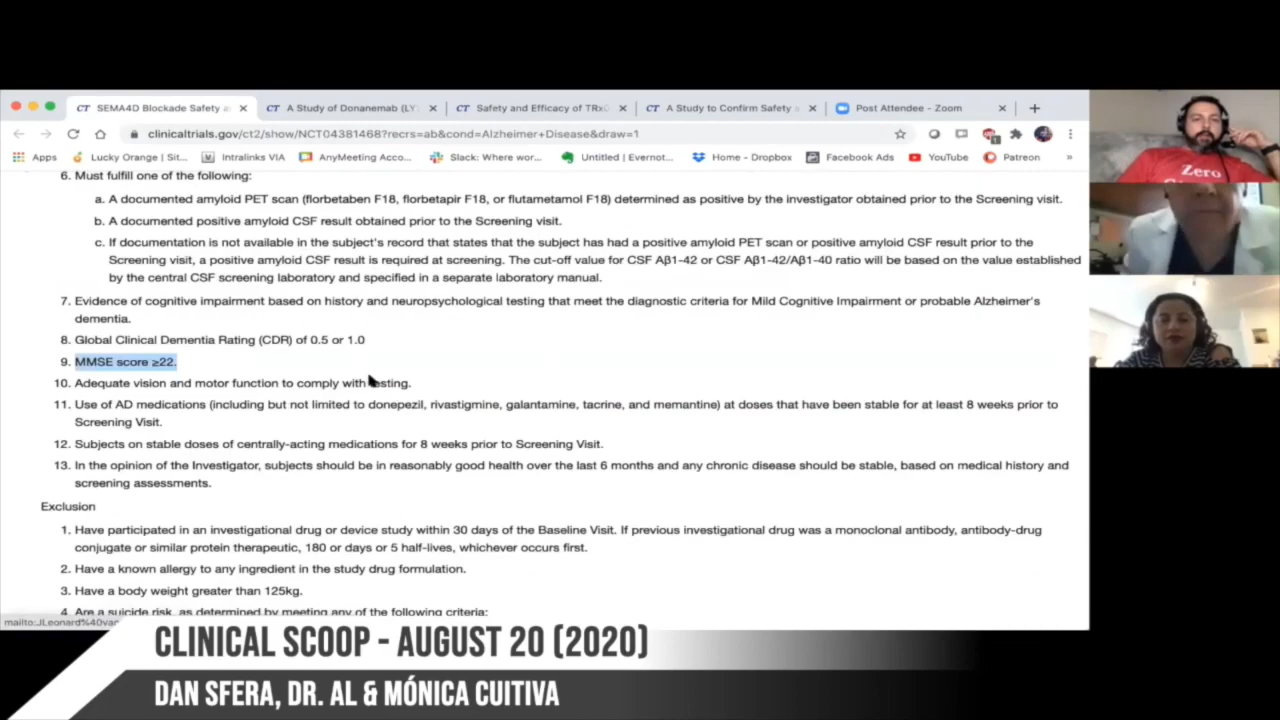 SEMA4D Blockade Safety a
A Study of Donanemab (LY
Safety and Efficacy of TRx
A Study to Confirm Safety
Post Attendee - Zoom
clinicaltrials.gov/ct2/show/NCT04381468?recrs=ab&cond=Alzheimer+Disease&draw=1
Apps Lucky Orange | Sit... Intralinks VIA AnyMeeting Acco... Slack: Where wor... Untitled | Evernot... Home - Dropbox Facebook Ads YouTube Patreon »
6. Must fulfill one of the following:
a. A documented amyloid PET scan (florbetaben F18, florbetapir F18, or flutametamol F18) determined as positive by the investigator obtained prior to the Screening visit.
b. A documented positive amyloid CSF result obtained prior to the Screening visit.
c. If documentation is not available in the subject's record that states that the subject has had a positive amyloid PET scan or positive amyloid CSF result prior to the
Screening visit, a positive amyloid CSF result is required at screening. The cut-off value for CSF Aβ1-42 or CSF Aβ1-42/Aβ1-40 ratio will be based on the value established
by the central CSF screening laboratory and specified in a separate laboratory manual.
7. Evidence of cognitive impairment based on history and neuropsychological testing that meet the diagnostic criteria for Mild Cognitive Impairment or probable Alzheimer's
dementia.
8. Global Clinical Dementia Rating (CDR) of 0.5 or 1.0
9. MMSE score ≥22.
10. Adequate vision and motor function to comply with testing.
11. Use of AD medications (including but not limited to donepezil, rivastigmine, galantamine, tacrine, and memantine) at doses that have been stable for at least 8 weeks prior to
Screening Visit.
12. Subjects on stable doses of centrally-acting medications for 8 weeks prior to Screening Visit.
13. In the opinion of the Investigator, subjects should be in reasonably good health over the last 6 months and any chronic disease should be stable, based on medical history and
screening assessments.
Exclusion
1. Have participated in an investigational drug or device study within 30 days of the Baseline Visit. If previous investigational drug was a monoclonal antibody, antibody-drug
conjugate or similar protein therapeutic, 180 or days or 5 half-lives, whichever occurs first.
2. Have a known allergy to any ingredient in the study drug formulation.
3. Have a body weight greater than 125kg.
4. Are a suicide risk, as determined by meeting any of the following criteria:
mailto:JLeonard%40va
Zero
CLINICAL SCOOP - AUGUST 20 (2020)
DAN SFERA, DR. AL & MÓNICA CUITIVA